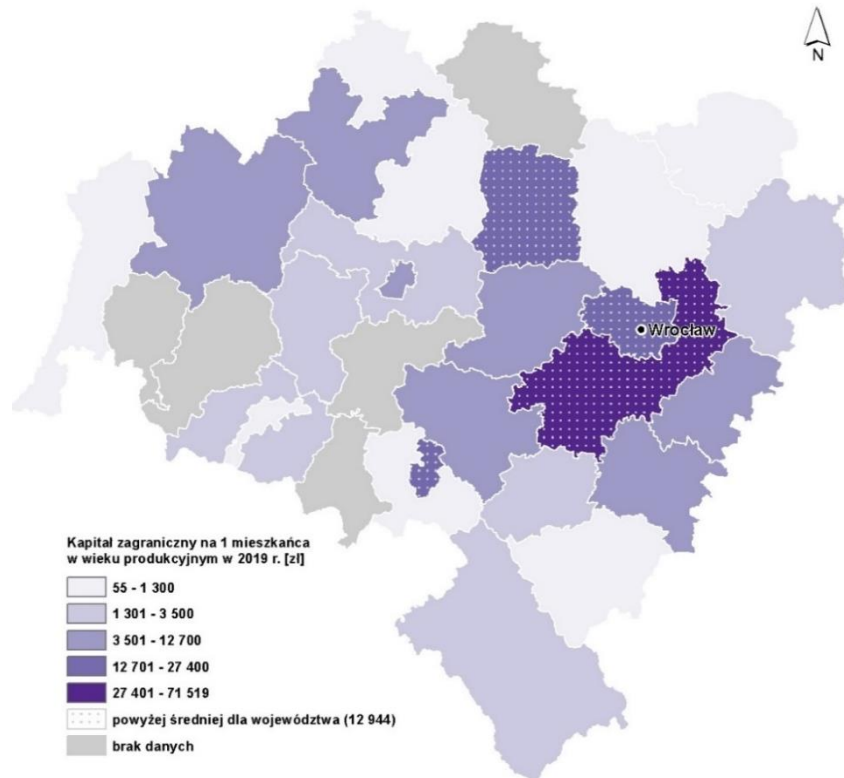 N
Wrocław
Kapitał zagraniczny na 1 mieszkańca
w wieku produkcyjnym w 2019 r. [zł]
55 - 1 300
1 301 - 3 500
3 501 - 12 700
12 701 - 27 400
27 401 - 71 519
powyżej średniej dla województwa (12 944)
brak danych